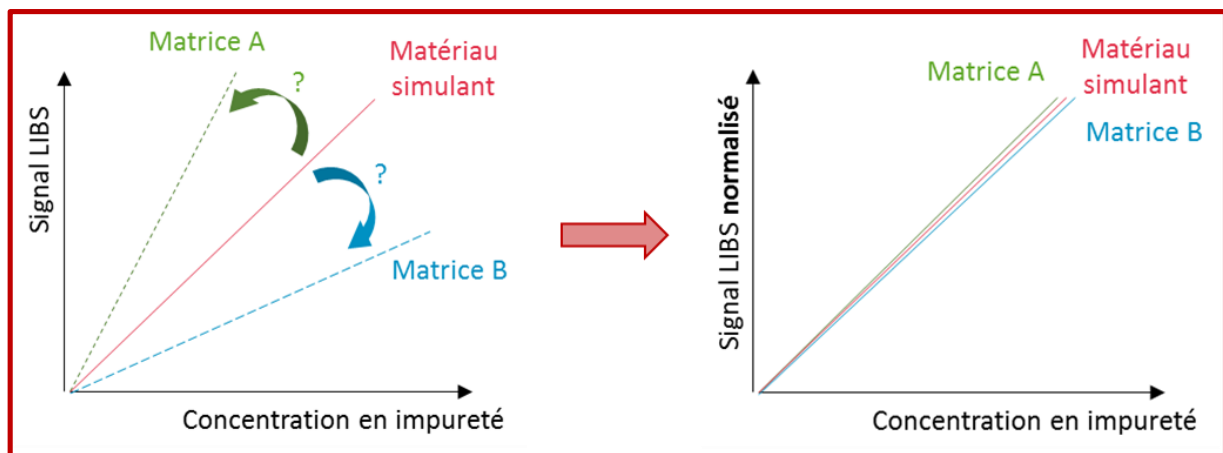 Matrice A
?
Matériau
simulant
?
Matrice B
Signal LIBS
Concentration en impureté
Matrice A
Matériau
simulant
Matrice B
Signal LIBS normalisé
Concentration en impureté